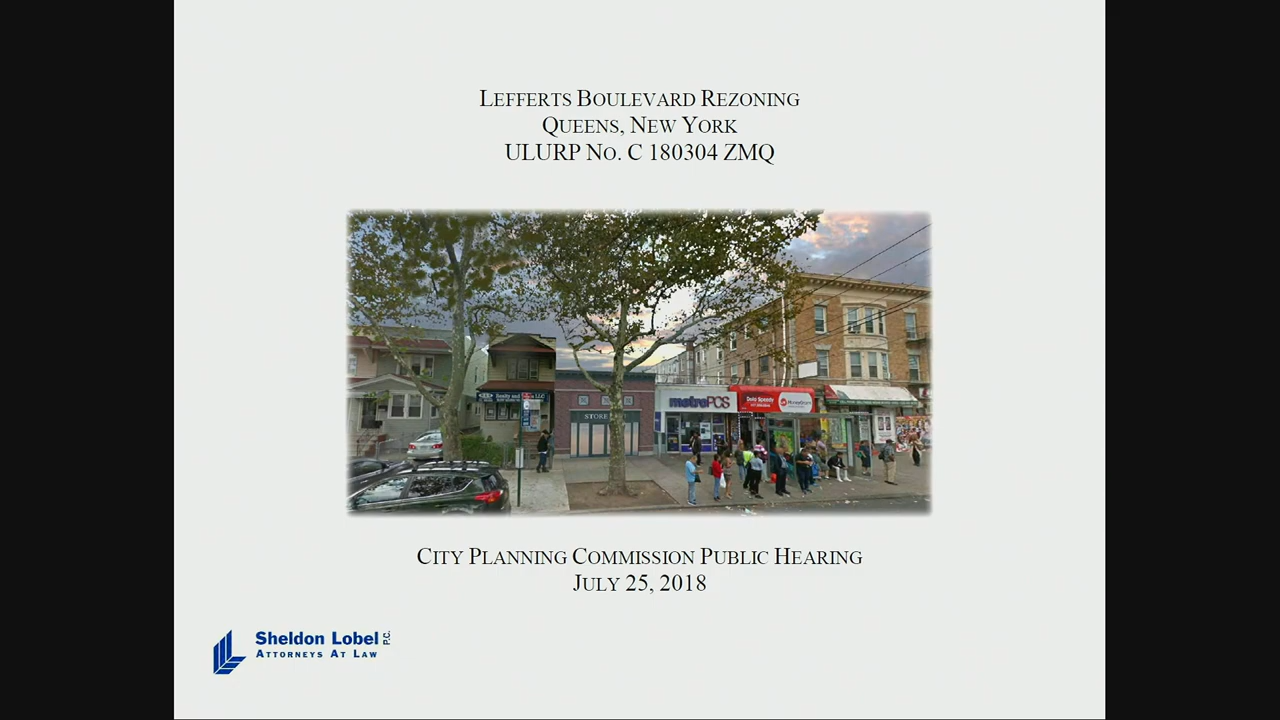 LEFFERTS BOULEVARD REZONING
QUEENS, NEW YORK
ULURP NO. C 180304 ZMQ
STORE
metroPCS
MoneyGram
CITY PLANNING COMMISSION PUBLIC HEARING
JULY 25, 2018
Sheldon Lobel P.C.
ATTORNEYS AT LAW